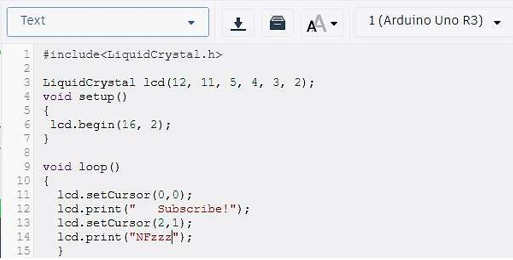 Text
AA
1 (Arduino Uno R3)
1 #include<LiquidCrystal.h>
2
3 LiquidCrystal lcd(12, 11, 5, 4, 3, 2);
4 void setup()
5 {
6  lcd.begin(16, 2);
7 }
8
9 void loop()
10 {
11   lcd.setCursor(0,0);
12   lcd.print("   Subscribe!");
13   lcd.setCursor(2,1);
14   lcd.print("NFzzz");
15   }